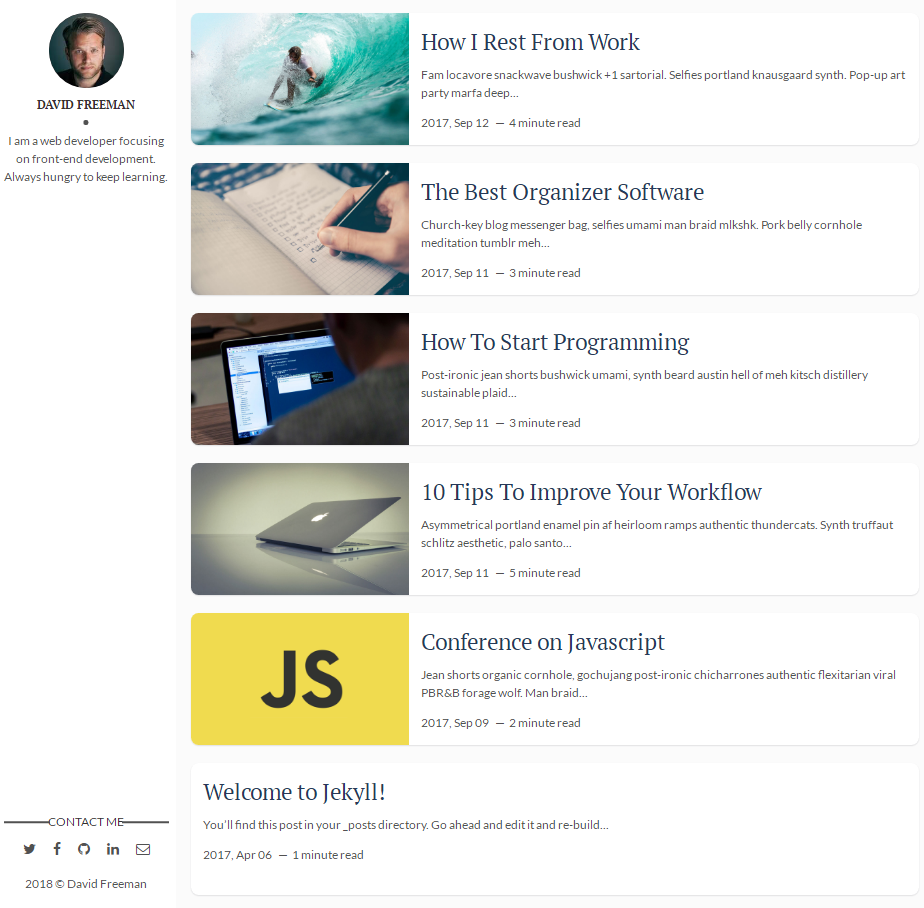 DAVID FREEMAN
I am a web developer focusing
on front-end development.
Always hungry to keep learning.
CONTACT ME
2018 © David Freeman
How I Rest From Work
Fam locavore snackwave bushwick +1 sartorial. Selfies portland knausgaard synth. Pop-up art
party marfa deep...
2017, Sep 12 — 4 minute read
The Best Organizer Software
Church-key blog messenger bag, selfies umami man braid mlkshk. Pork belly cornhole
meditation tumblr meh...
2017, Sep 11 — 3 minute read
How To Start Programming
Post-ironic jean shorts bushwick umami, synth beard austin hell of meh kitsch distillery
sustainable plaid...
2017, Sep 11 — 3 minute read
10 Tips To Improve Your Workflow
Asymmetrical portland enamel pin af heirloom ramps authentic thundercats. Synth truffaut
schlitz aesthetic, palo santo...
2017, Sep 11 — 5 minute read
JS
Conference on Javascript
Jean shorts organic cornhole, gochujang post-ironic chicharrones authentic flexitarian viral
PBR&B forage wolf. Man braid...
2017, Sep 09 — 2 minute read
Welcome to Jekyll!
You’ll find this post in your _posts directory. Go ahead and edit it and re-build...
2017, Apr 06 — 1 minute read